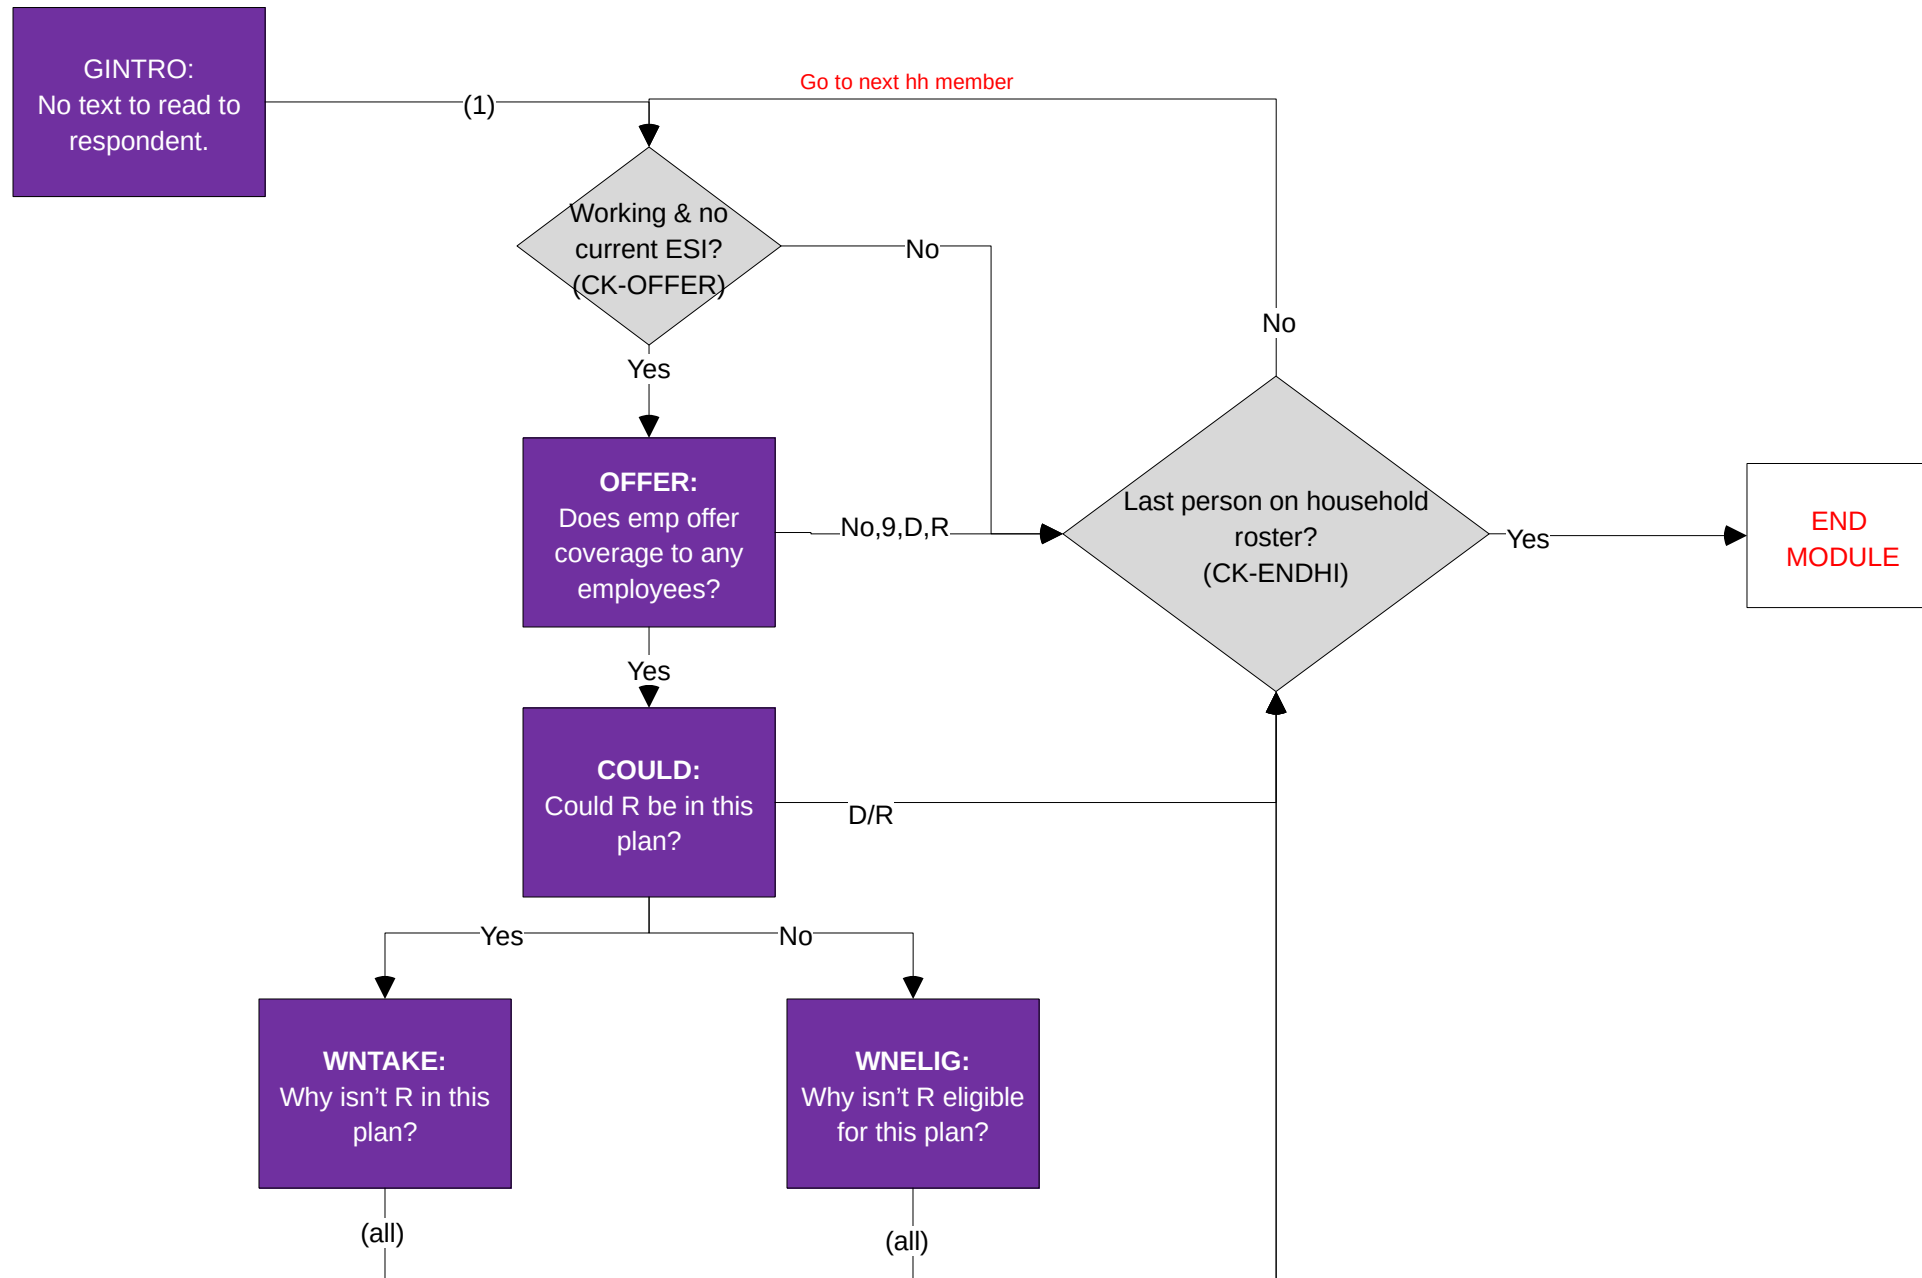 GINTRO:
No text to read to
respondent.
(1)
Go to next hh member
Working & no
current ESI?
(CK-OFFER)
No
No
Yes
OFFER:
Does emp offer
coverage to any
employees?
No,9,D,R
Last person on household
roster?
(CK-ENDHI)
Yes
END
MODULE
Yes
COULD:
Could R be in this
plan?
D/R
Yes
No
WNTAKE:
Why isn’t R in this
plan?
WNELIG:
Why isn’t R eligible
for this plan?
(all)
(all)